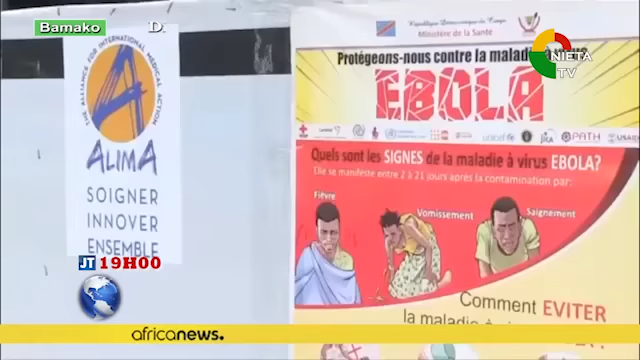 Bamako
D
NIETA
TV
THE ALLIANCE FOR INTERNATIONAL MEDICAL ACTION
ALIMA
SOIGNER
INNOVER
ENSEMBLE
République Démocratique du Congo
Ministère de la Santé
Protégeons-nous contre la maladie à VIRUS
EBOLA
unicef
JICA
PATH
USAID
Quels sont les SIGNES de la maladie à virus EBOLA?
Elle se manifeste entre 2 à 21 jours après la contamination par:
Fièvre
Vomissement
Saignement
Comment EVITER
la maladie à
JT 19H00
africanews.